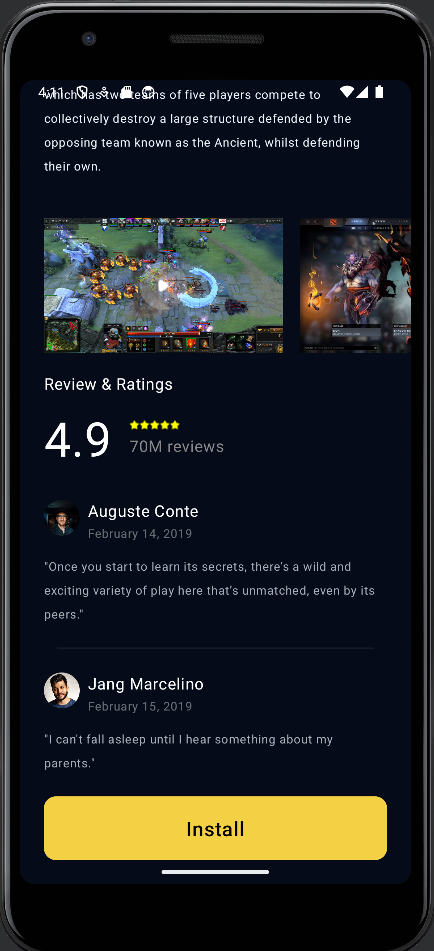 4:11
which has two teams of five players compete to
collectively destroy a large structure defended by the
opposing team known as the Ancient, whilst defending
their own.
Review & Ratings
4.9
70M reviews
Auguste Conte
February 14, 2019
"Once you start to learn its secrets, there's a wild and
exciting variety of play here that's unmatched, even by its
peers."
Jang Marcelino
February 15, 2019
"I can't fall asleep until I hear something about my
parents."
Install